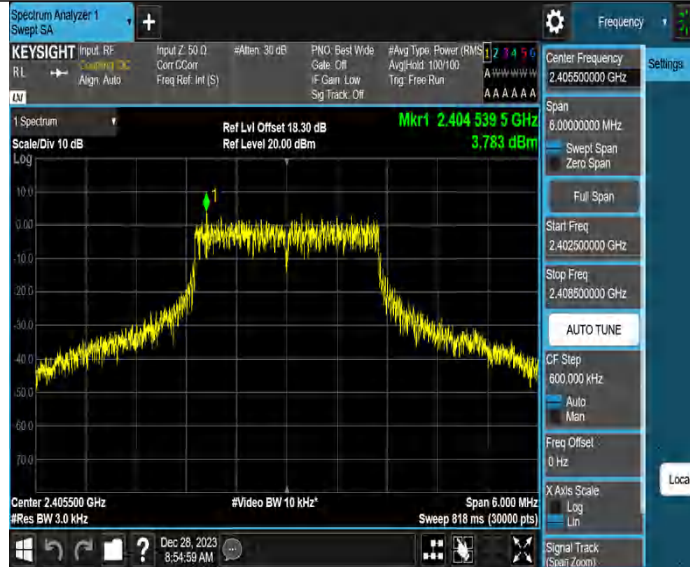 Spectrum Analyzer 1
Swept SA
+
Frequency
KEYSIGHT
RL
Input: RF
Coupling: DC
Align: Auto
Input Z: 50 Ω
Corr CCorr
Freq Ref: Int (S)
#Atten: 30 dB
PNO: Best Wide
Gate: Off
IF Gain: Low
Sig Track: Off
#Avg Type: Power (RMS
Avg|Hold: 100/100
Trig: Free Run
1 2 3 4 5 6
A W W W W W
A A A A A A
LXI
1 Spectrum
Scale/Div 10 dB
Log
Ref Lvl Offset 18.30 dB
Ref Level 20.00 dBm
Mkr1 2.404 539 5 GHz
3.783 dBm
1
10.0
0.00
-10.0
-20.0
-30.0
-40.0
-50.0
-60.0
-70.0
Center 2.405500 GHz
#Res BW 3.0 kHz
#Video BW 10 kHz*
Span 6.000 MHz
Sweep 818 ms (30000 pts)
?
Dec 28, 2023
8:54:59 AM
Center Frequency
2.405500000 GHz
Settings
Span
6.00000000 MHz
Swept Span
Zero Span
Full Span
Start Freq
2.402500000 GHz
Stop Freq
2.408500000 GHz
AUTO TUNE
CF Step
600.000 kHz
Auto
Man
Freq Offset
0 Hz
Loca
X Axis Scale
Log
Lin
Signal Track
(Span Zoom)